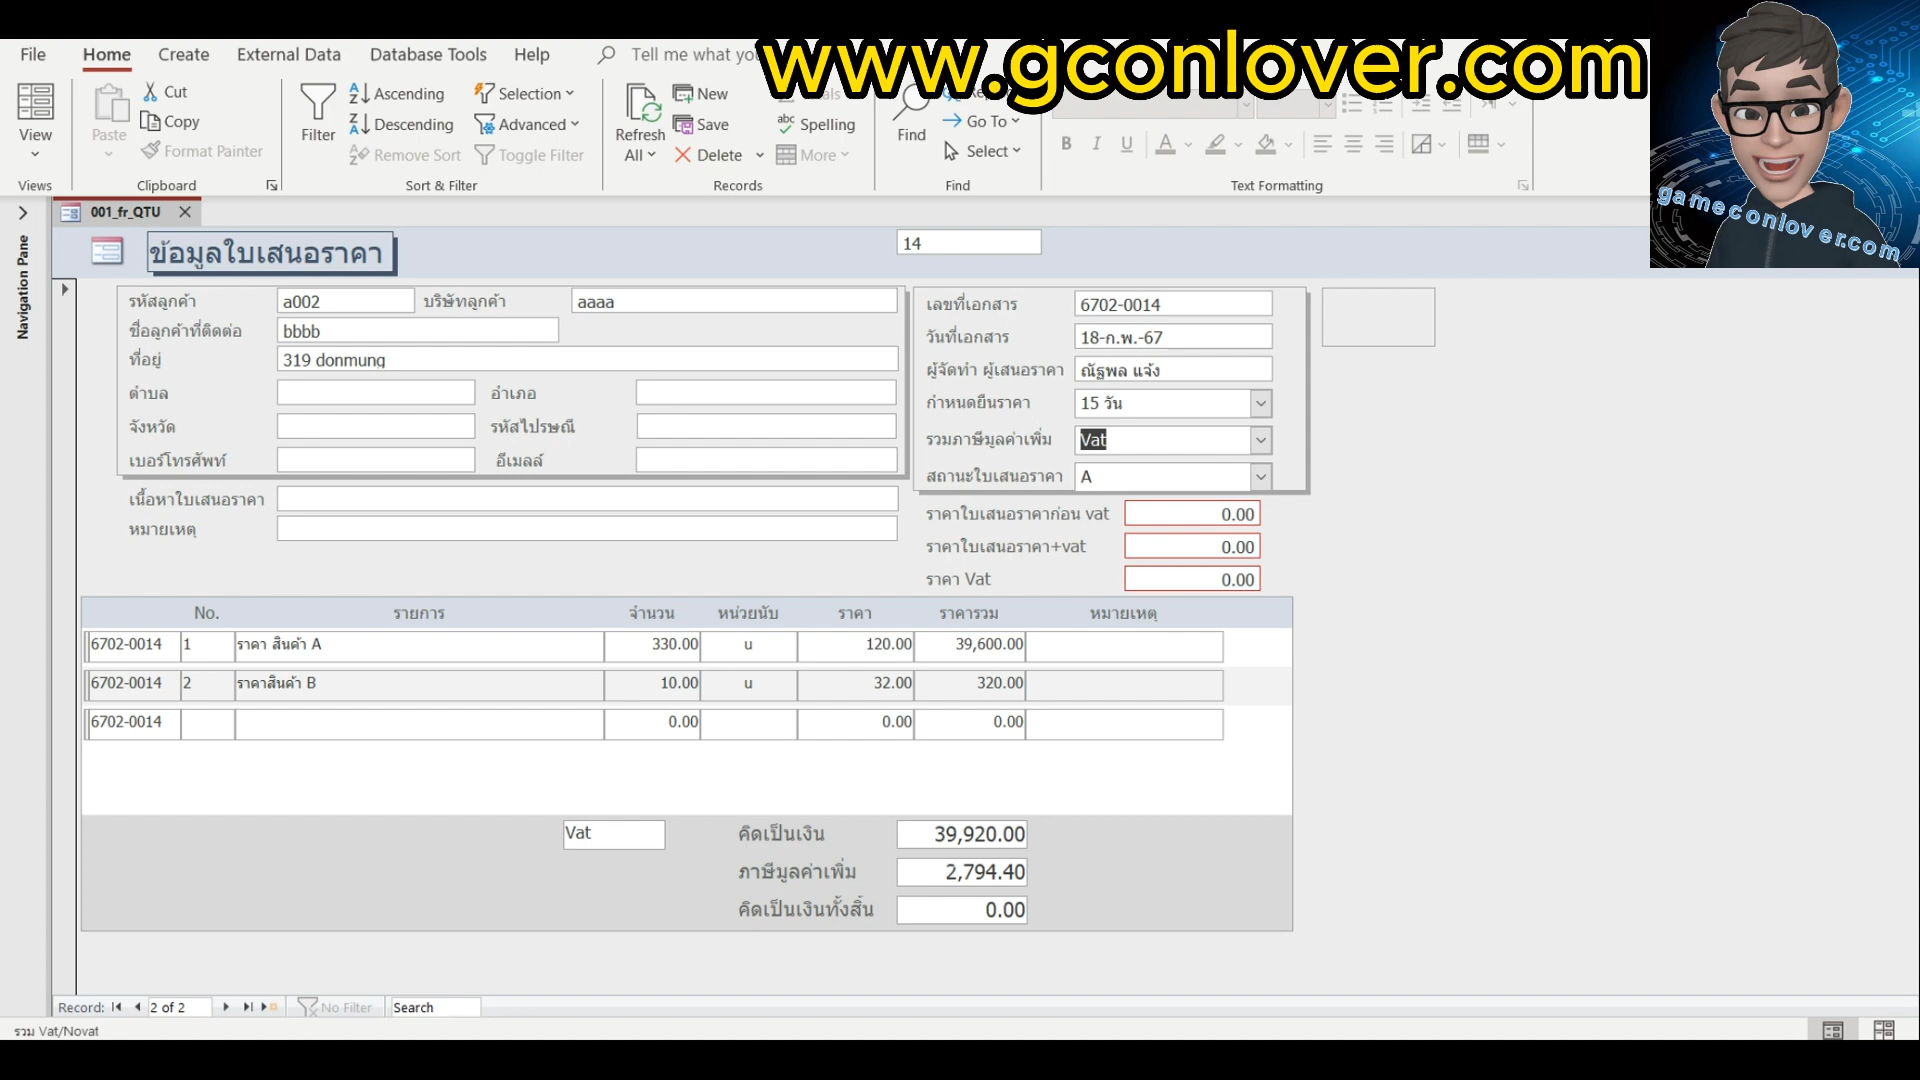 www.gconlover.com
File Home Create External Data Database Tools Help Tell me what
View
Paste
Cut
Copy
Format Painter
Filter
Ascending
Descending
Remove Sort
Selection
Advanced
Toggle Filter
Refresh All
New
Save
Delete
Spelling
More
Find
Go To
Select
B I U A
Views Clipboard Sort & Filter Records Find Text Formatting
gameconlover.com
Navigation Pane
001_fr_QTU
ข้อมูลใบเสนอราคา 14
รหัสลูกค้า a002 บริษัทลูกค้า aaaa
ชื่อลูกค้าที่ติดต่อ bbbb
ที่อยู่ 319 donmung
ตำบล อำเภอ
จังหวัด รหัสไปรษณี
เบอร์โทรศัพท์ อีเมลล์
เนื้อหาใบเสนอราคา
หมายเหตุ
เลขที่เอกสาร 6702-0014
วันที่เอกสาร 18-ก.พ.-67
ผู้จัดทำ ผู้เสนอราคา ณัฐพล แจ้ง
กำหนดยืนราคา 15 วัน
รวมภาษีมูลค่าเพิ่ม Vat
สถานะใบเสนอราคา A
ราคาใบเสนอราคาก่อน vat 0.00
ราคาใบเสนอราคา+vat 0.00
ราคา Vat 0.00
No. รายการ จำนวน หน่วยนับ ราคา ราคารวม หมายเหตุ
6702-0014 1 ราคา สินค้า A 330.00 u 120.00 39,600.00
6702-0014 2 ราคาสินค้า B 10.00 u 32.00 320.00
6702-0014 0.00 0.00 0.00
Vat คิดเป็นเงิน 39,920.00
ภาษีมูลค่าเพิ่ม 2,794.40
คิดเป็นเงินทั้งสิ้น 0.00
Record: 2 of 2 No Filter Search
รวม Vat/Novat